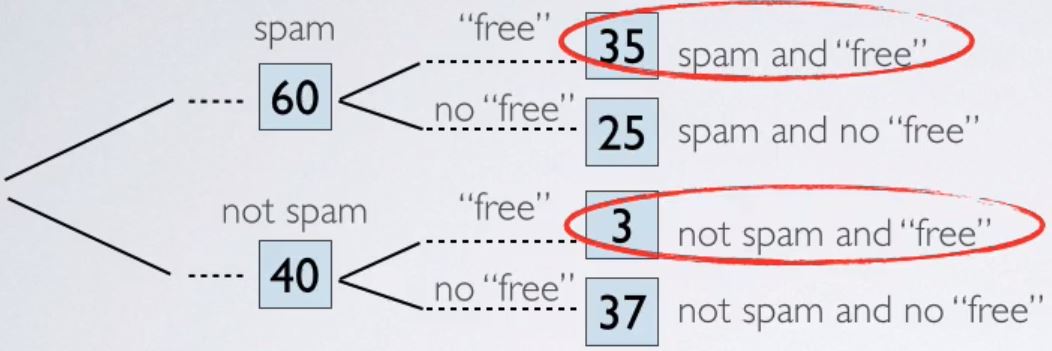 spam
60
"free"
35 spam and "free"
no "free"
25 spam and no "free"
not spam
40
"free"
3 not spam and "free"
no "free"
37 not spam and no "free"